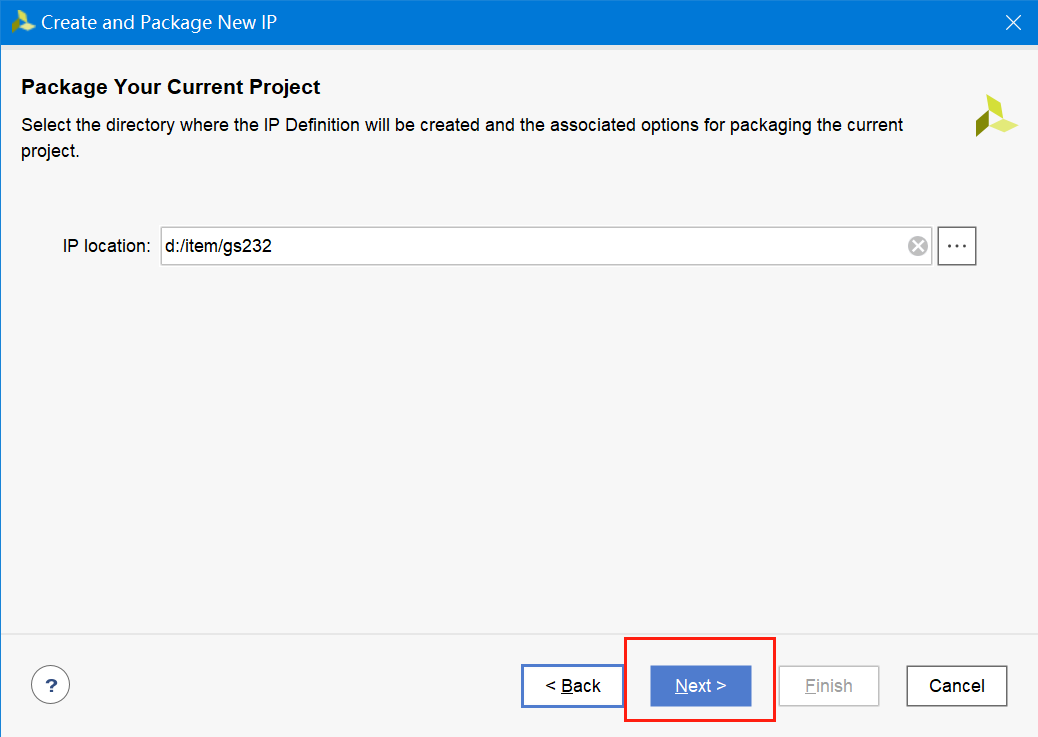 Create and Package New IP
Package Your Current Project
Select the directory where the IP Definition will be created and the associated options for packaging the current
project.
IP location: d:/item/gs232 ...
? < Back Next > Finish Cancel